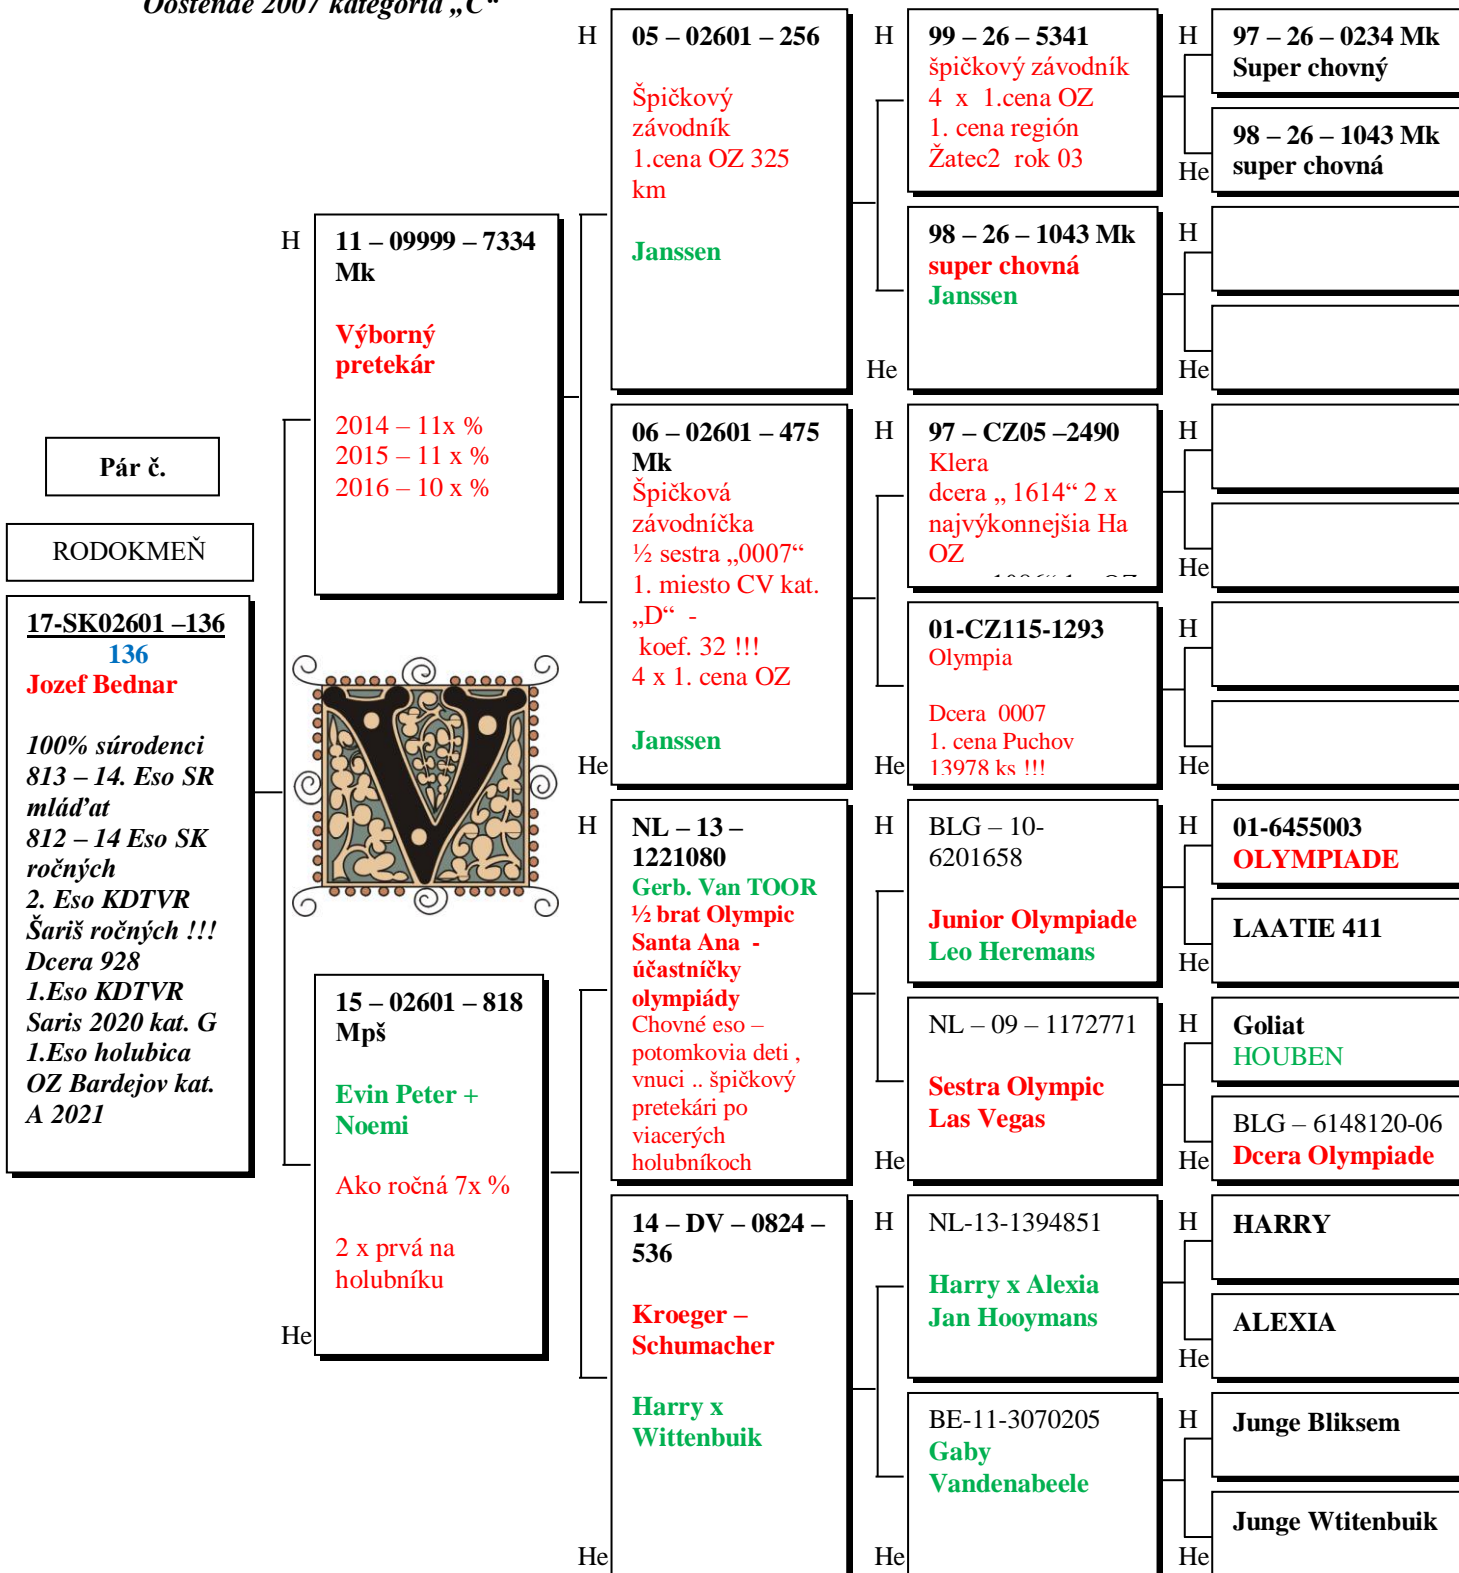 Oostende 2007 kategória „C“
Pár č.
RODOKMEŇ
17-SK02601 –136
136
Jozef Bednar
100% súrodenci
813 – 14. Eso SR
mláďat
812 – 14 Eso SK
ročných
2. Eso KDTVR
Šariš ročných !!!
Dcera 928
1.Eso KDTVR
Saris 2020 kat. G
1.Eso holubica
OZ Bardejov kat.
A 2021
H
11 – 09999 – 7334
Mk
Výborný
pretekár
2014 – 11x %
2015 – 11 x %
2016 – 10 x %
V
15 – 02601 – 818
Mpš
Evin Peter +
Noemi
Ako ročná 7x %
2 x prvá na
holubníku
He
H
05 – 02601 – 256
Špičkový
závodník
1.cena OZ 325
km
Janssen
06 – 02601 – 475
Mk
Špičková
závodníčka
½ sestra „0007“
1. miesto CV kat.
„D“ -
koef. 32 !!!
4 x 1. cena OZ
Janssen
He
H
NL – 13 –
1221080
Gerb. Van TOOR
½ brat Olympic
Santa Ana -
účastníčky
olympiády
Chovné eso –
potomkovia deti ,
vnuci .. špičkový
pretekári po
viacerých
holubníkoch
14 – DV – 0824 –
536
Kroeger –
Schumacher
Harry x
Wittenbuik
He
H
99 – 26 – 5341
špičkový závodník
4 x 1.cena OZ
1. cena región
Žatec2 rok 03
98 – 26 – 1043 Mk
super chovná
Janssen
He
H
97 – CZ05 –2490
Klera
dcera „ 1614“ 2 x
najvýkonnejšia Ha
OZ
01-CZ115-1293
Olympia
Dcera 0007
1. cena Puchov
13978 ks !!!
He
H
BLG – 10-
6201658
Junior Olympiade
Leo Heremans
NL – 09 – 1172771
Sestra Olympic
Las Vegas
He
H
NL-13-1394851
Harry x Alexia
Jan Hooymans
BE-11-3070205
Gaby
Vandenabeele
He
H
97 – 26 – 0234 Mk
Super chovný
98 – 26 – 1043 Mk
super chovná
He
H
He
H
He
H
He
H
01-6455003
OLYMPIADE
LAATIE 411
He
H
Goliat
HOUBEN
BLG – 6148120-06
Dcera Olympiade
He
H
HARRY
ALEXIA
He
H
Junge Bliksem
Junge Wtitenbuik
He